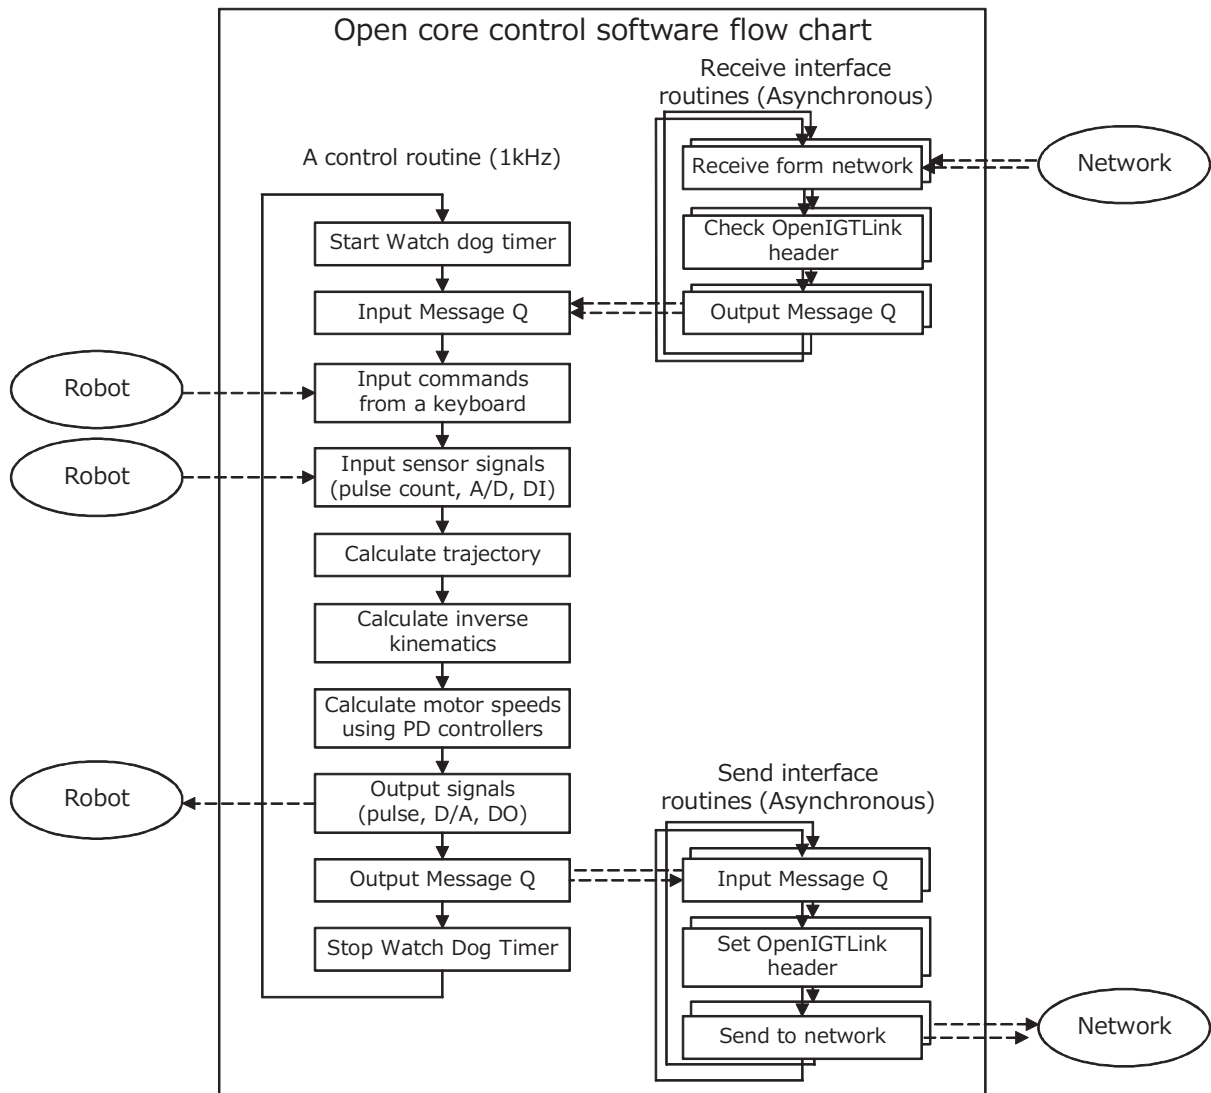 Open core control software flow chart
Receive interface
routines (Asynchronous)
A control routine (1kHz)
Receive form network
Network
Check OpenIGTLink
header
Start Watch dog timer
Input Message Q
Output Message Q
Robot
Input commands
from a keyboard
Robot
Input sensor signals
(pulse count, A/D, DI)
Calculate trajectory
Calculate inverse
kinematics
Calculate motor speeds
using PD controllers
Robot
Output signals
(pulse, D/A, DO)
Send interface
routines (Asynchronous)
Output Message Q
Input Message Q
Stop Watch Dog Timer
Set OpenIGTLink
header
Send to network
Network